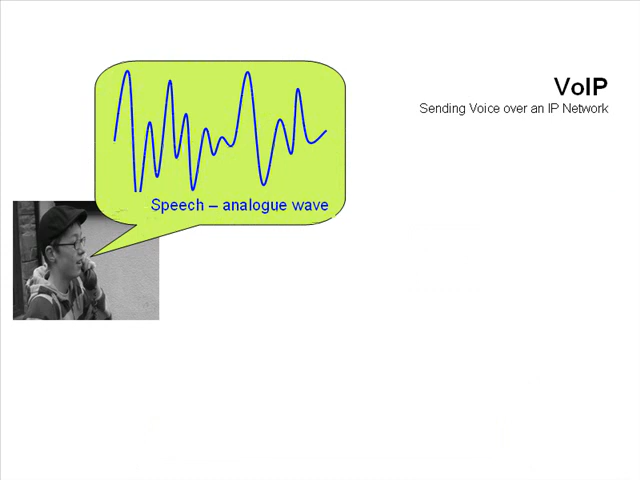 VoIP
Sending Voice over an IP Network
Speech – analogue wave